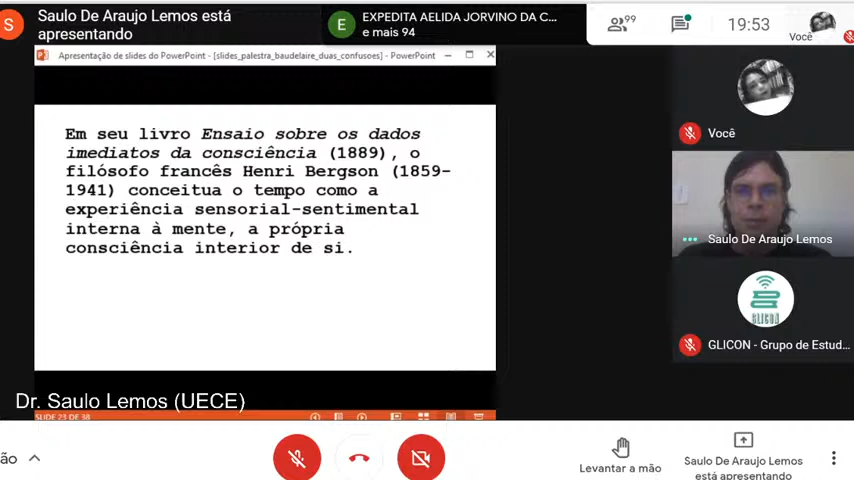 S
Saulo De Araujo Lemos está
apresentando
E
EXPEDITA AELIDA JORVINO DA C...
e mais 94
99
19:53
Você
Apresentação de slides do PowerPoint - [slides_palestra_baudelaire_duas_confusoes] - PowerPoint
Em seu livro Ensaio sobre os dados
imediatos da consciência (1889), o
filósofo francês Henri Bergson (1859-
1941) conceitua o tempo como a
experiência sensorial-sentimental
interna à mente, a própria
consciência interior de si.
Você
Saulo De Araujo Lemos
GLICON
GLICON - Grupo de Estud...
Dr. Saulo Lemos (UECE)
SLIDE 23 DE 38
ão
Levantar a mão
Saulo De Araujo Lemos
está apresentando